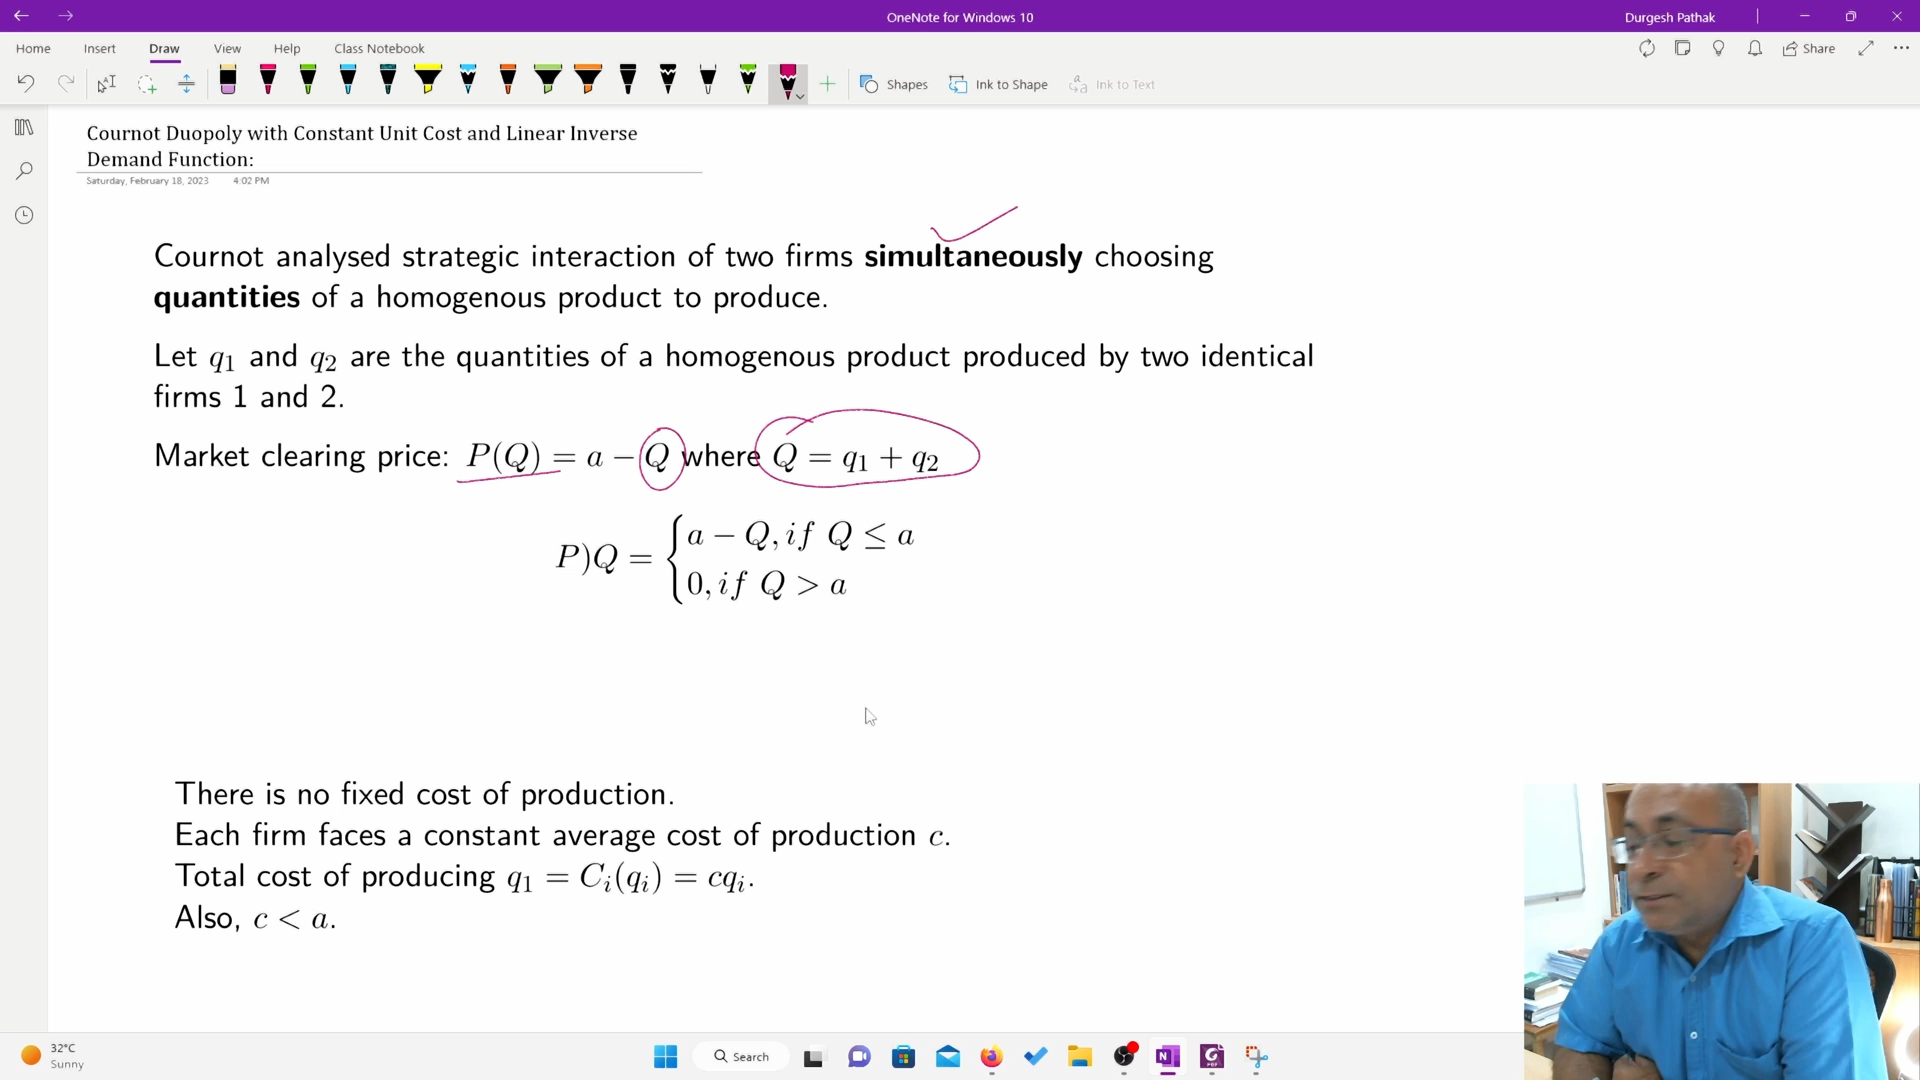 OneNote for Windows 10
Durgesh Pathak
Home Insert Draw View Help Class Notebook
Share
Shapes Ink to Shape Ink to Text
Cournot Duopoly with Constant Unit Cost and Linear Inverse
Demand Function:
Saturday, February 18, 2023 4:02 PM
Cournot analysed strategic interaction of two firms simultaneously choosing
quantities of a homogenous product to produce.
Let q₁ and q₂ are the quantities of a homogenous product produced by two identical
firms 1 and 2.
Market clearing price: P(Q) = a − Q where Q = q₁ + q₂
P)Q = { a − Q, if Q ≤ a
0, if Q > a
There is no fixed cost of production.
Each firm faces a constant average cost of production c.
Total cost of producing q₁ = Cᵢ(qᵢ) = cqᵢ.
Also, c < a.
32°C
Sunny
Search